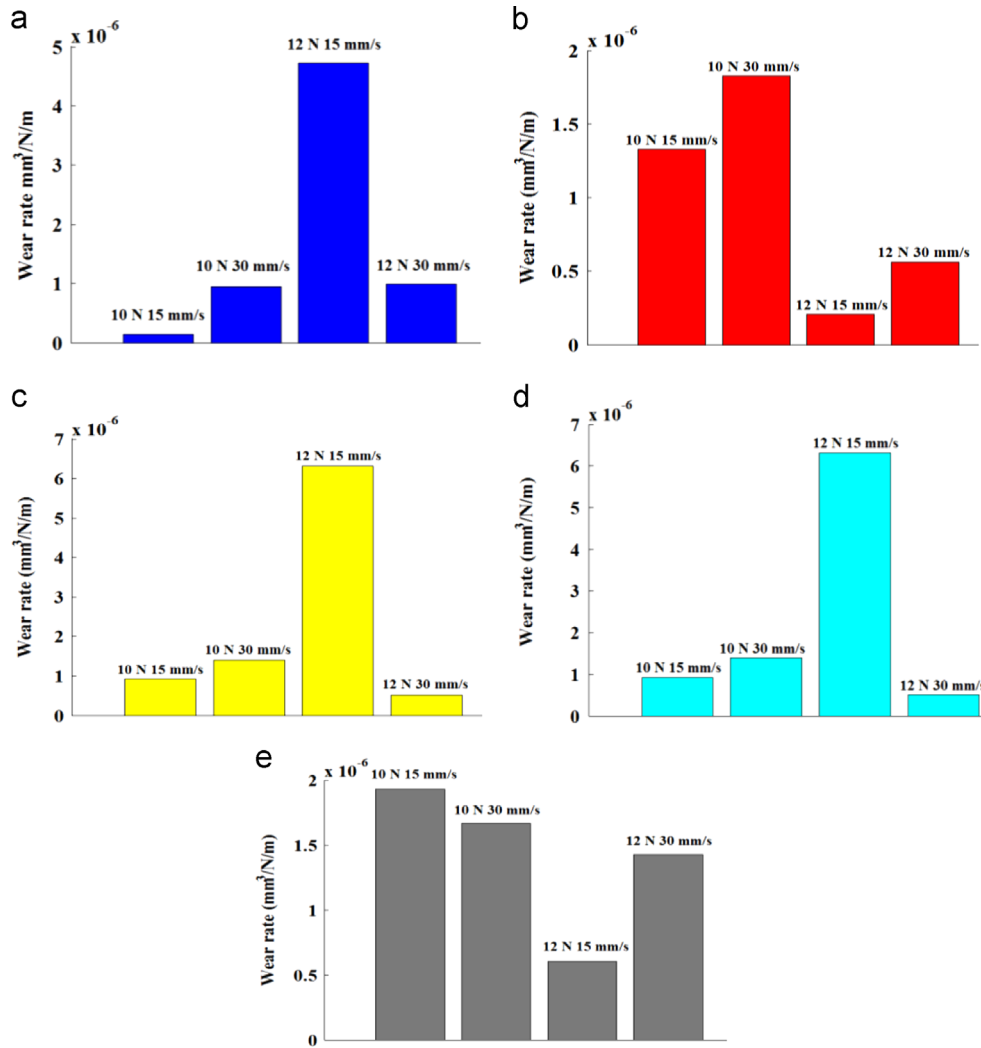 a
x 10⁻⁶
5
4
3
2
1
0
Wear rate mm³/N/m
10 N 15 mm/s
10 N 30 mm/s
12 N 15 mm/s
12 N 30 mm/s
b
x 10⁻⁶
2
1.5
1
0.5
0
Wear rate (mm³/N/m)
10 N 15 mm/s
10 N 30 mm/s
12 N 15 mm/s
12 N 30 mm/s
c
x 10⁻⁶
7
6
5
4
3
2
1
0
Wear rate (mm³/N/m)
10 N 15 mm/s
10 N 30 mm/s
12 N 15 mm/s
12 N 30 mm/s
d
x 10⁻⁶
7
6
5
4
3
2
1
0
Wear rate (mm³/N/m)
10 N 15 mm/s
10 N 30 mm/s
12 N 15 mm/s
12 N 30 mm/s
e
x 10⁻⁶
2
1.5
1
0.5
0
Wear rate (mm³/N/m)
10 N 15 mm/s
10 N 30 mm/s
12 N 15 mm/s
12 N 30 mm/s